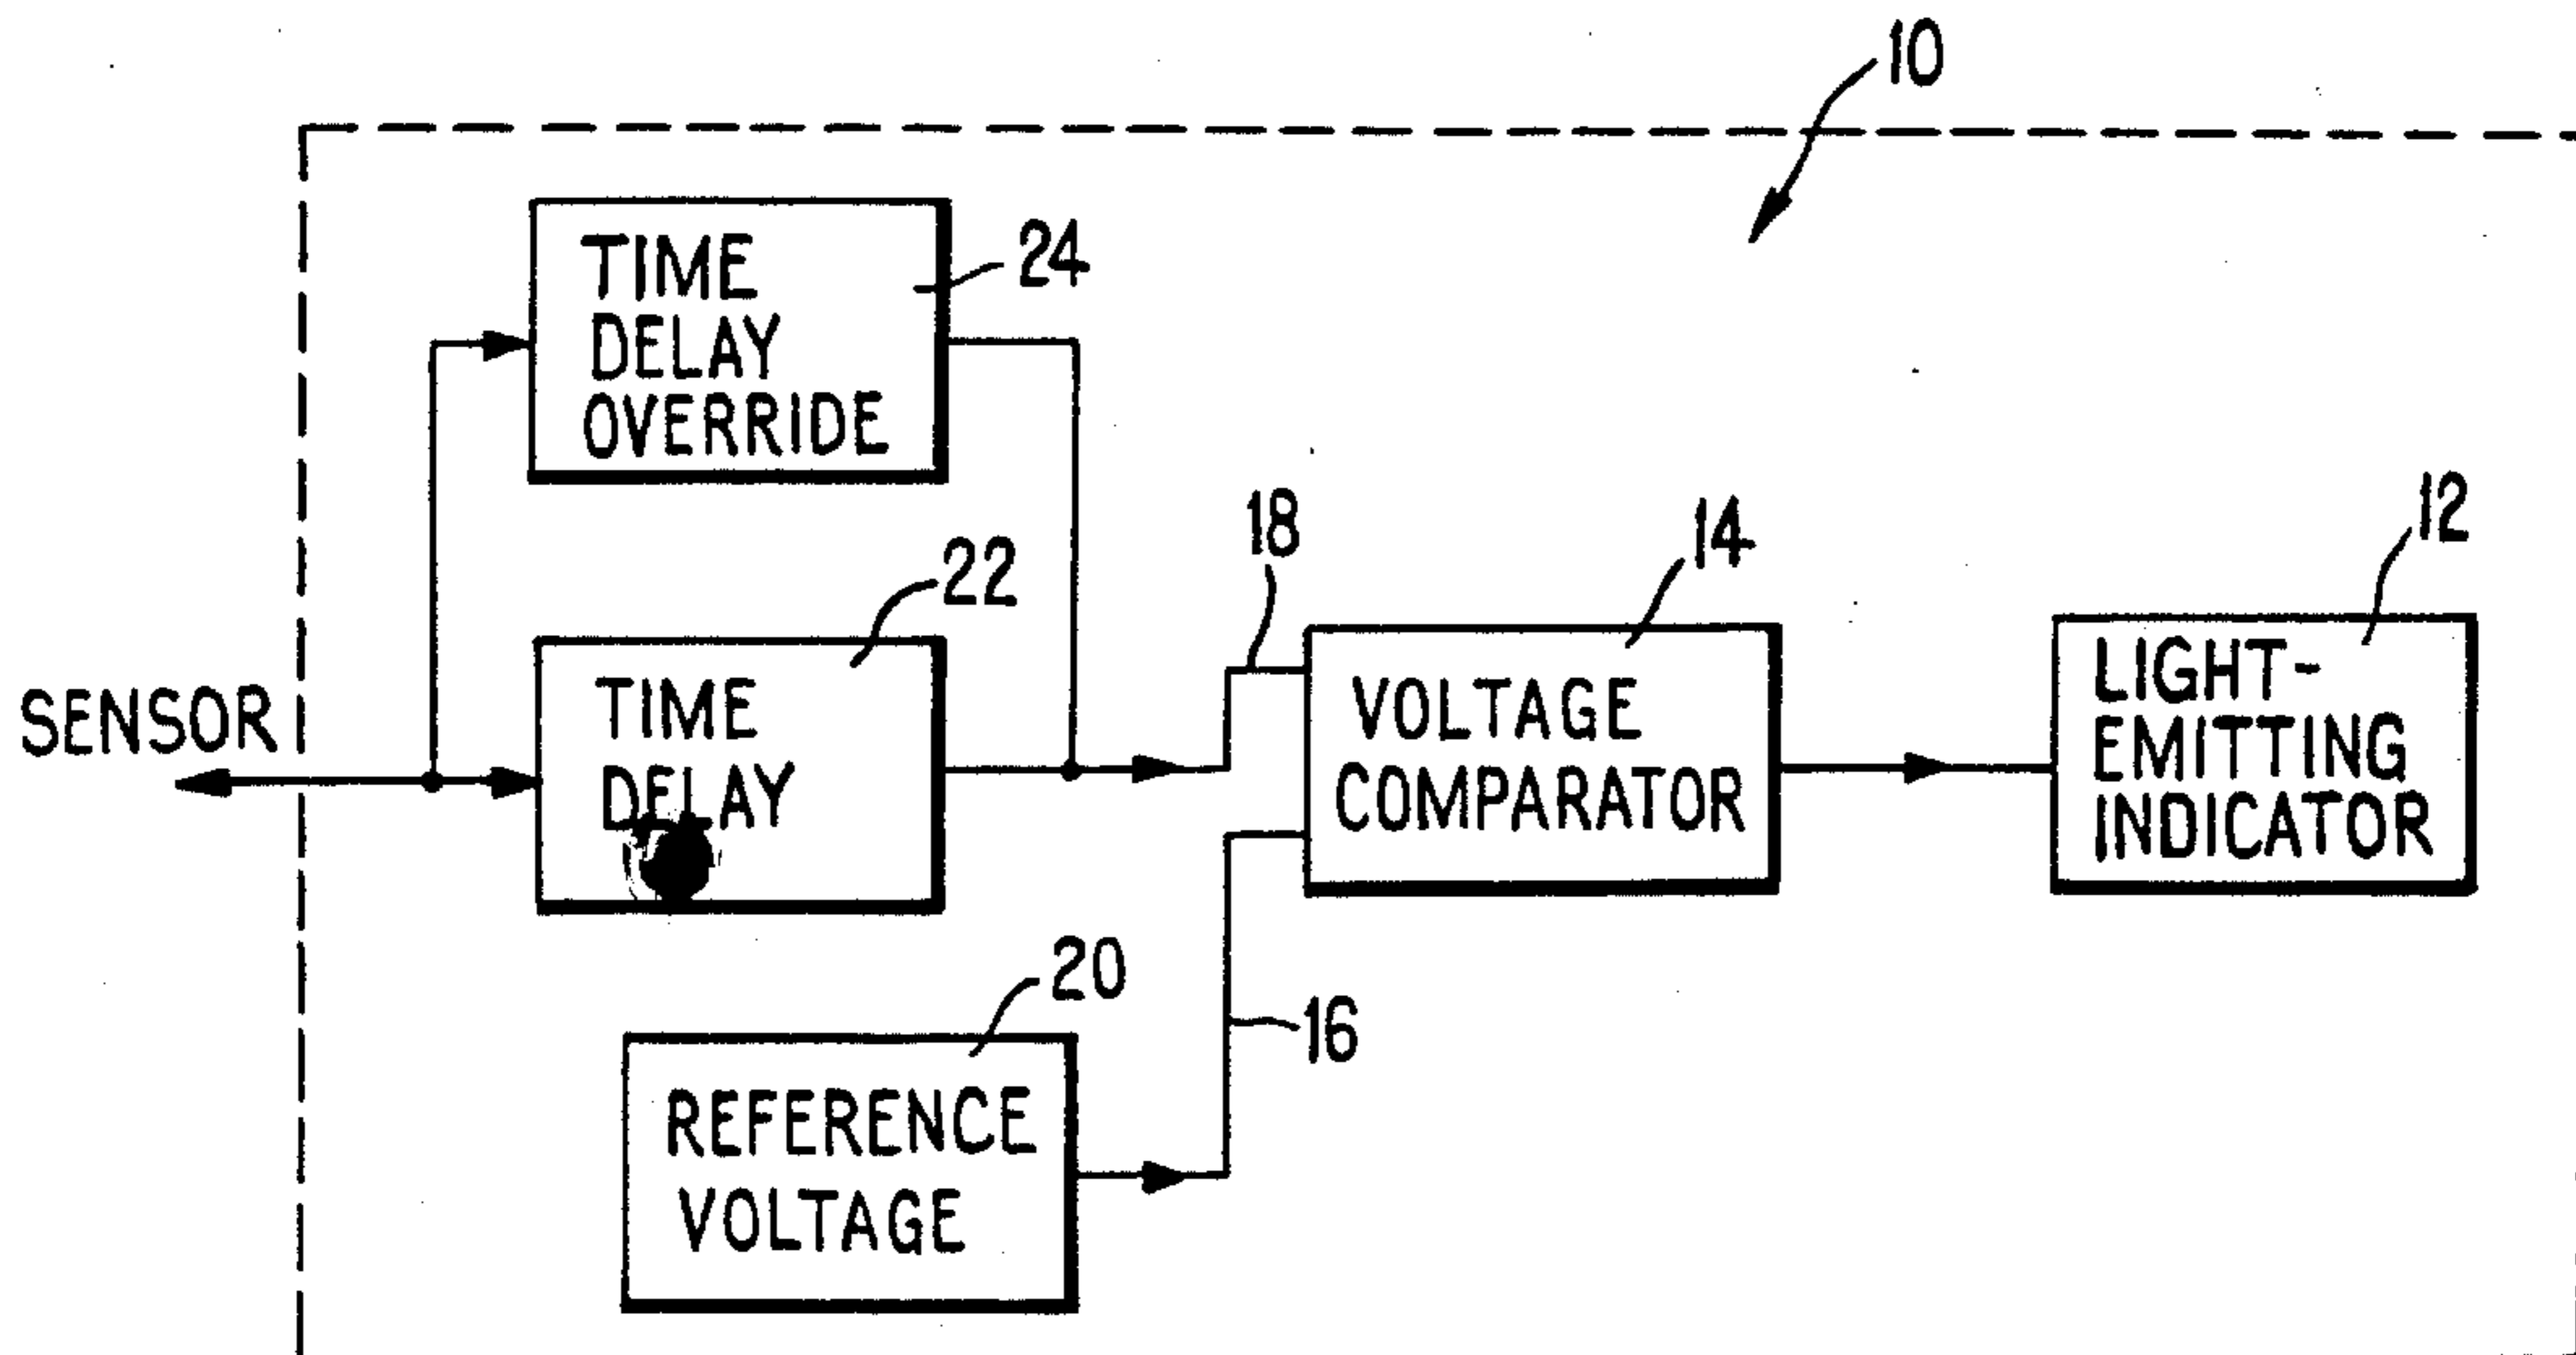 10
TIME
DELAY
OVERRIDE
24
SENSOR
TIME
DELAY
22
18
VOLTAGE
COMPARATOR
14
LIGHT-
EMITTING
INDICATOR
12
REFERENCE
VOLTAGE
20
16